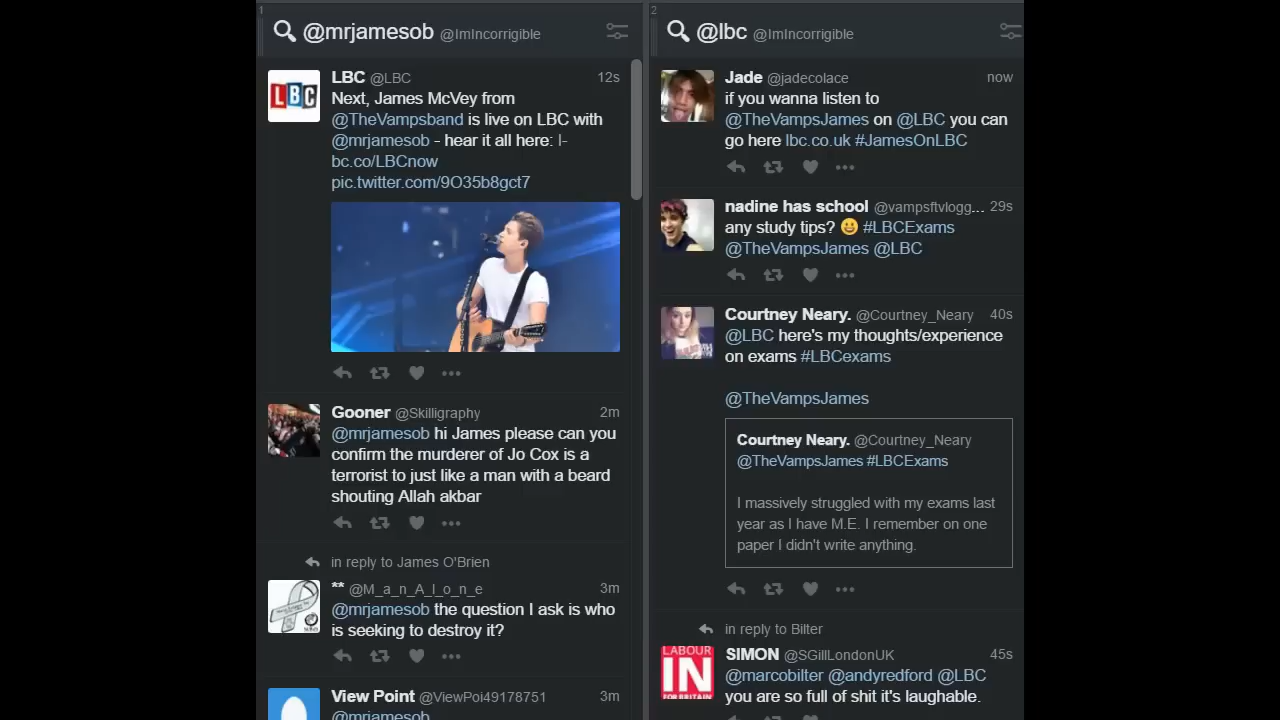 1
@mrjamesob @ImIncorrigible
LBC @LBC 12s
Next, James McVey from
@TheVampsband is live on LBC with
@mrjamesob - hear it all here: l-
bc.co/LBCnow
pic.twitter.com/9O35b8gct7
Gooner @Skilligraphy 2m
@mrjamesob hi James please can you
confirm the murderer of Jo Cox is a
terrorist to just like a man with a beard
shouting Allah akbar
in reply to James O'Brien
** @M_a_n_A_l_o_n_e 3m
@mrjamesob the question I ask is who
is seeking to destroy it?
View Point @ViewPoi49178751 3m
@mrjamesob
2
@lbc @ImIncorrigible
Jade @jadecolace now
if you wanna listen to
@TheVampsJames on @LBC you can
go here lbc.co.uk #JamesOnLBC
nadine has school @vampsftvlogg... 29s
any study tips? 😀 #LBCExams
@TheVampsJames @LBC
Courtney Neary. @Courtney_Neary 40s
@LBC here's my thoughts/experience
on exams #LBCexams
@TheVampsJames
Courtney Neary. @Courtney_Neary
@TheVampsJames #LBCExams
I massively struggled with my exams last
year as I have M.E. I remember on one
paper I didn't write anything.
in reply to Bilter
LABOUR
IN
FOR BRITAIN
SIMON @SGillLondonUK 45s
@marcobilter @andyredford @LBC
you are so full of shit it's laughable.